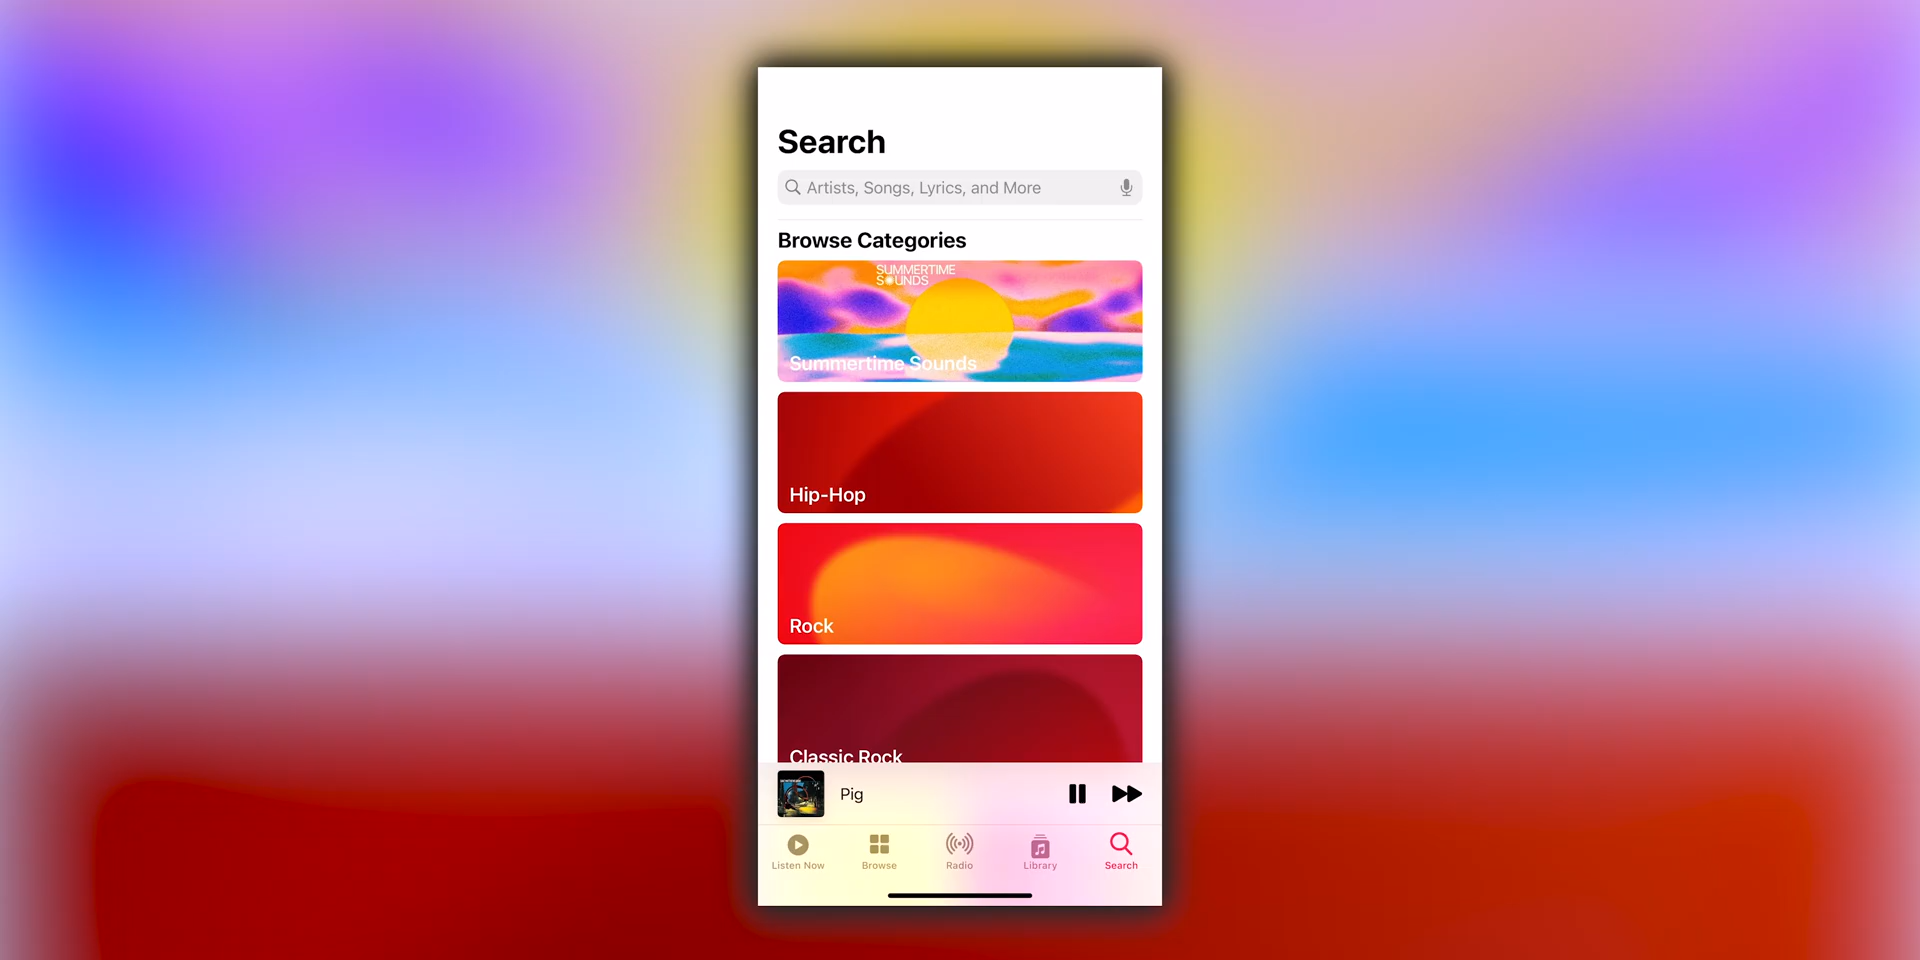 Search
Artists, Songs, Lyrics, and More
Browse Categories
SUMMERTIME
SOUNDS
Summertime Sounds
Hip-Hop
Rock
Classic Rock
Pig
Listen Now
Browse
Radio
Library
Search